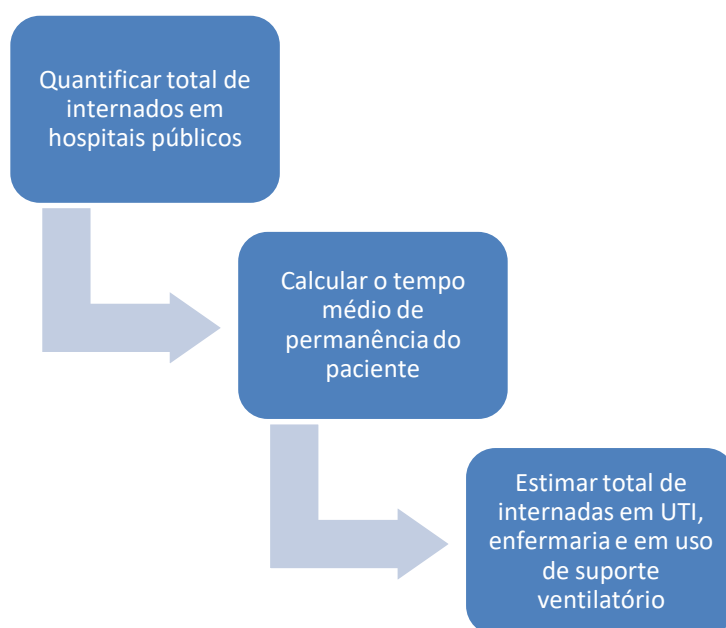 Quantificar total de
internados em
hospitais públicos
Calcular o tempo
médio de
permanência do
paciente
Estimar total de
internadas em UTI,
enfermaria e em uso
de suporte
ventilatório